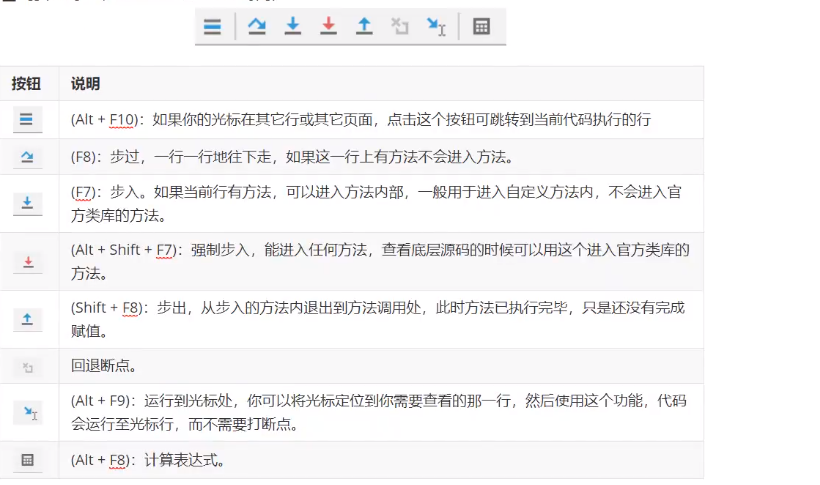 按钮 说明
(Alt + F10)：如果你的光标在其它行或其它页面，点击这个按钮可跳转到当前代码执行的行
(F8)：步过，一行一行地往下走，如果这一行上有方法不会进入方法。
(F7)：步入。如果当前行有方法，可以进入方法内部，一般用于进入自定义方法内，不会进入官
方类库的方法。
(Alt + Shift + F7)：强制步入，能进入任何方法，查看底层源码的时候可以用这个进入官方类库的
方法。
(Shift + F8)：步出，从步入的方法内退出到方法调用处，此时方法已执行完毕，只是还没有完成
赋值。
回退断点。
(Alt + F9)：运行到光标处，你可以将光标定位到你需要查看的那一行，然后使用这个功能，代码
会运行至光标行，而不需要打断点。
(Alt + F8)：计算表达式。